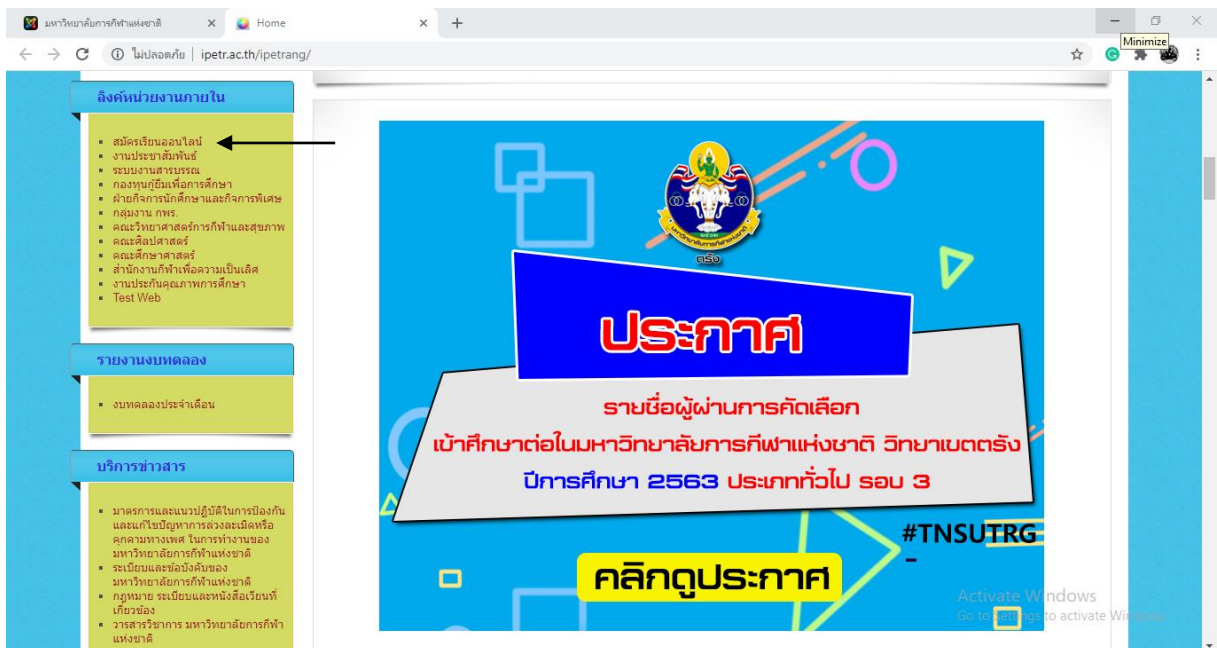 มหาวิทยาลัยการกีฬาแห่งชาติ
Home
Minimize
ไม่ปลอดภัย | ipetr.ac.th/ipetrang/
ลิงค์หน่วยงานภายใน
สมัครเรียนออนไลน์
งานประชาสัมพันธ์
ระบบงานสารบรรณ
กองทุนกู้ยืมเพื่อการศึกษา
ฝ่ายกิจการนักศึกษาและกิจการพิเศษ
กลุ่มงาน กพร.
คณะวิทยาศาสตร์การกีฬาและสุขภาพ
คณะศิลปศาสตร์
คณะศึกษาศาสตร์
สำนักงานกีฬาเพื่อความเป็นเลิศ
งานประกันคุณภาพการศึกษา
Test Web
รายงานงบทดลอง
งบทดลองประจำเดือน
บริการข่าวสาร
มาตรการและแนวปฏิบัติในการป้องกัน
และแก้ไขปัญหาการล่วงละเมิดหรือ
คุกคามทางเพศ ในการทำงานของ
มหาวิทยาลัยการกีฬาแห่งชาติ
ระเบียบและข้อบังคับของ
มหาวิทยาลัยการกีฬาแห่งชาติ
กฎหมาย ระเบียบและหนังสือเวียนที่
เกี่ยวข้อง
วารสารวิชาการ มหาวิทยาลัยการกีฬา
แห่งชาติ
มหาวิทยาลัยการกีฬาแห่งชาติ
ตรัง
ประกาศ
รายชื่อผู้ผ่านการคัดเลือก
เข้าศึกษาต่อในมหาวิทยาลัยการกีฬาแห่งชาติ วิทยาเขตตรัง
ปีการศึกษา 2563 ประเภททั่วไป รอบ 3
#TNSUTRG
คลิกดูประกาศ
Activate Windows
Go to Settings to activate Windows.